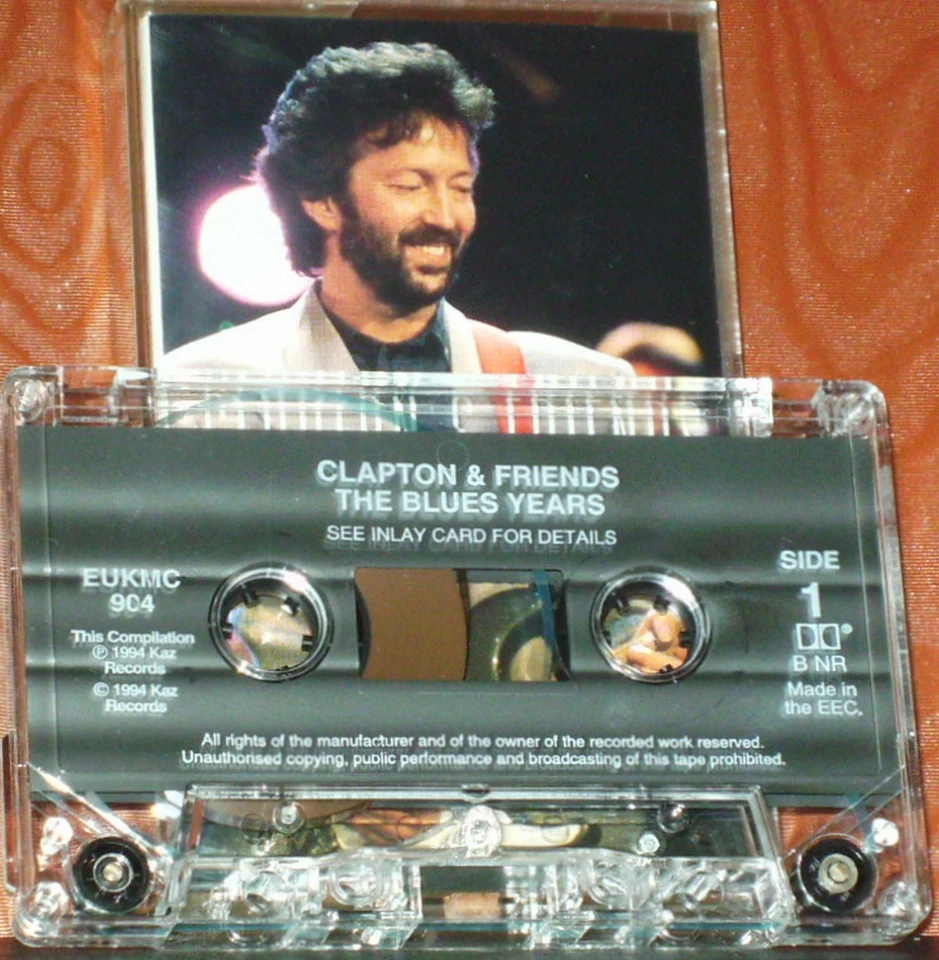 CLAPTON & FRIENDS
THE BLUES YEARS
SEE INLAY CARD FOR DETAILS
EUKMC
904
This Compilation
℗ 1994 Kaz
Records
© 1994 Kaz
Records
SIDE
1
B NR
Made in
the EEC.
All rights of the manufacturer and of the owner of the recorded work reserved.
Unauthorised copying, public performance and broadcasting of this tape prohibited.